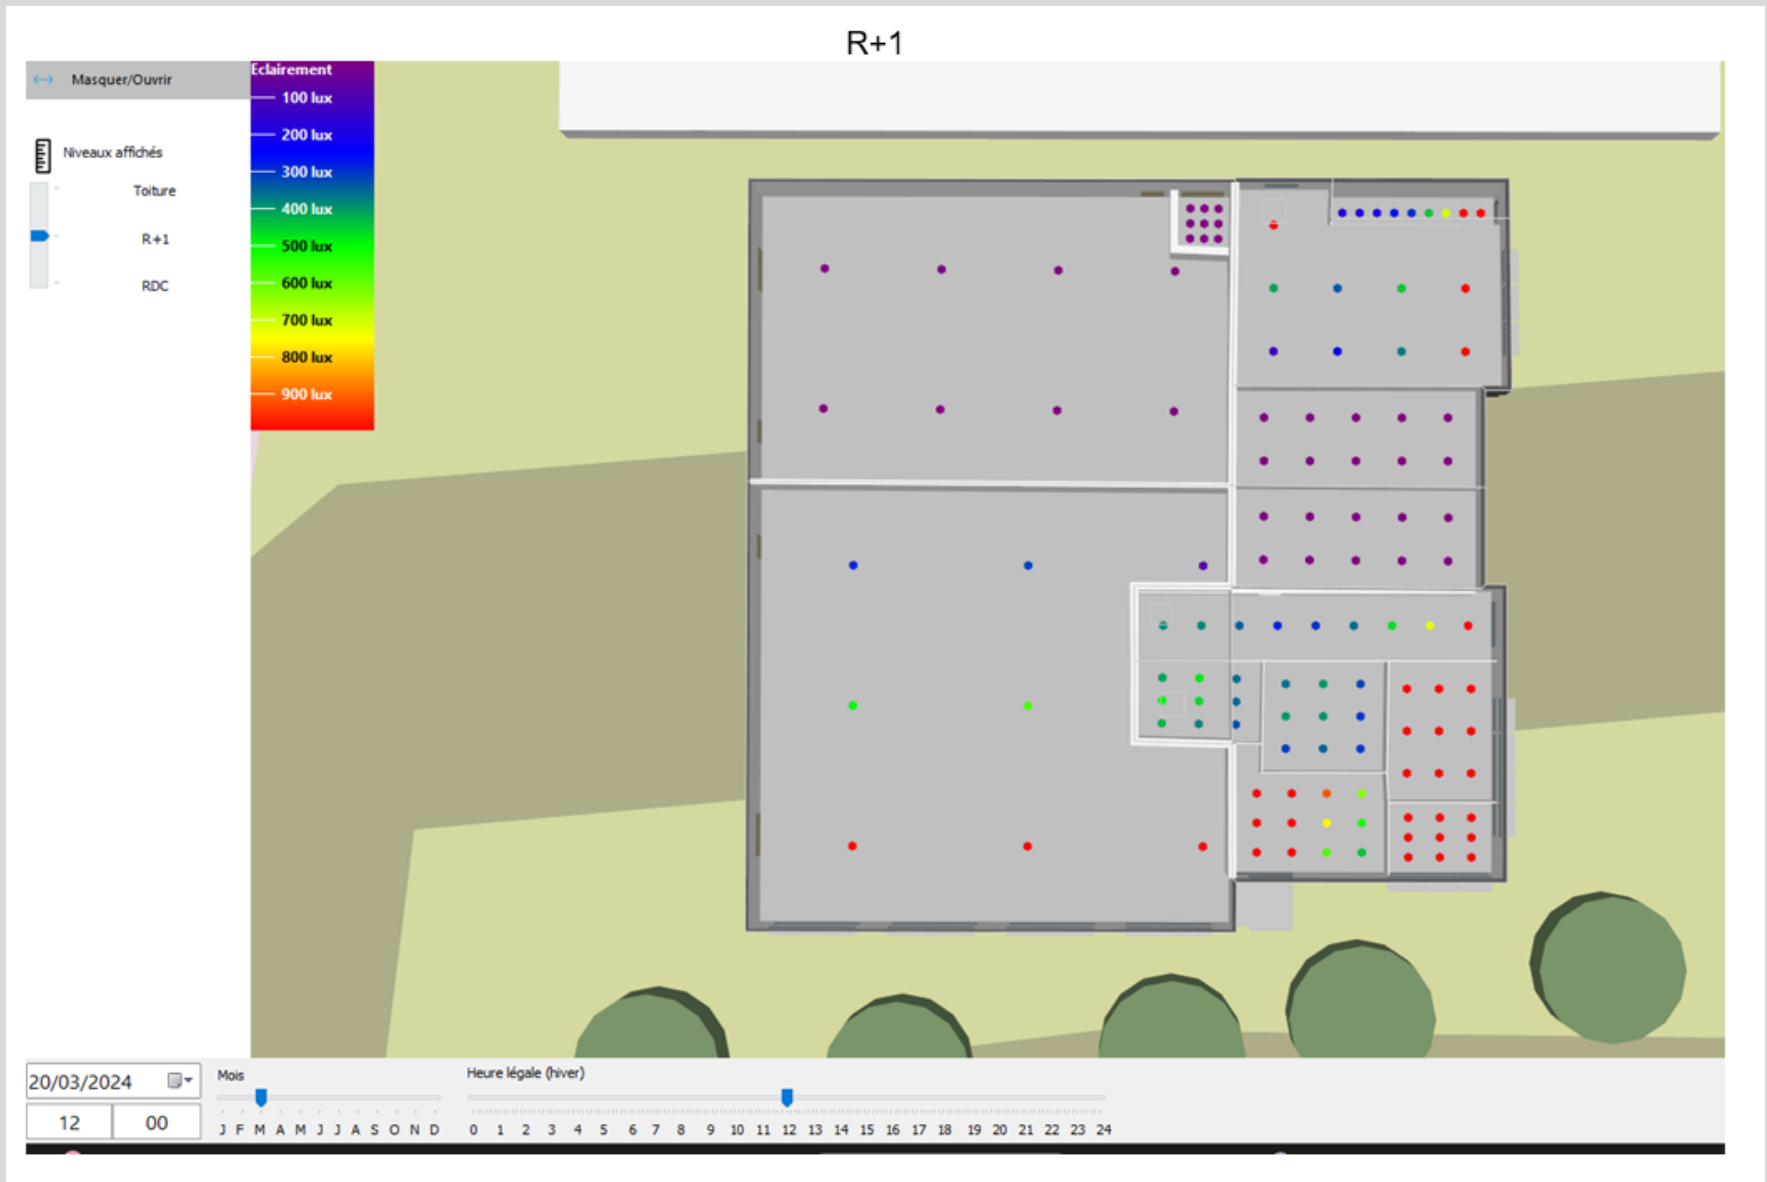 R+1
Masquer/Ouvrir
Niveaux affichés
Toiture
R+1
RDC
Eclairement
100 lux
200 lux
300 lux
400 lux
500 lux
600 lux
700 lux
800 lux
900 lux
20/03/2024
12 00
Mois
J F M A M J J A S O N D
Heure légale (hiver)
0 1 2 3 4 5 6 7 8 9 10 11 12 13 14 15 16 17 18 19 20 21 22 23 24